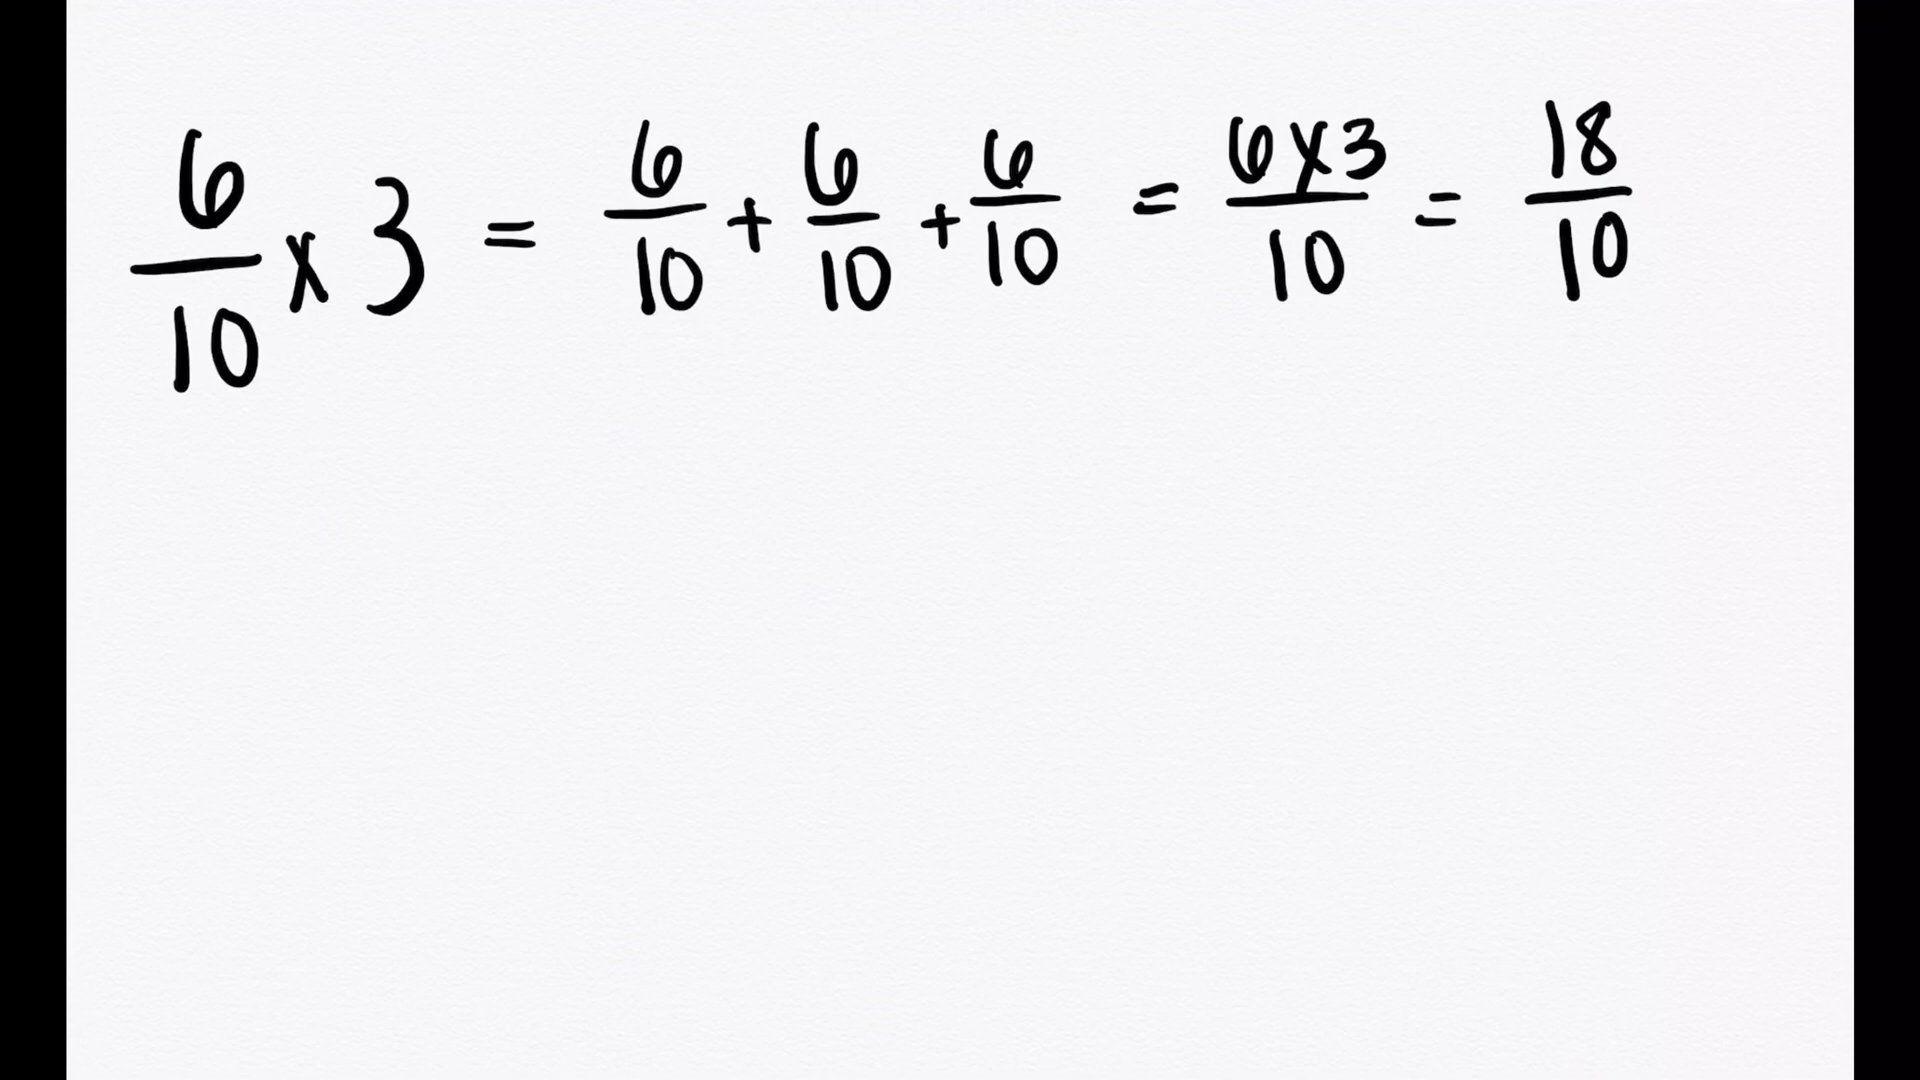 6/10 x 3 = 6/10 + 6/10 + 6/10 = 6x3/10 = 18/10